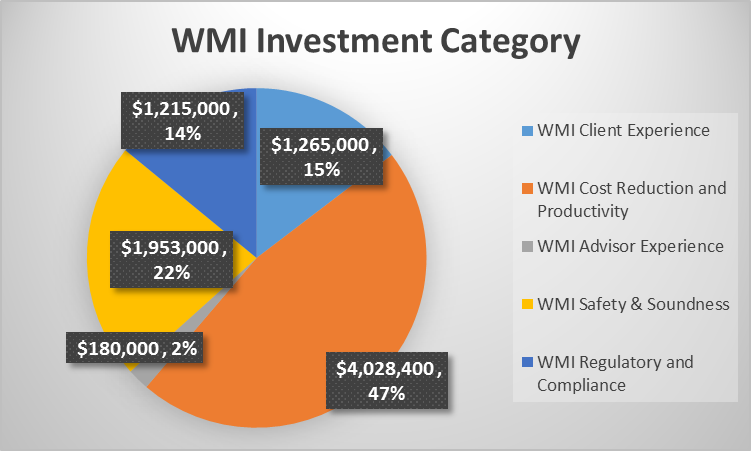 WMI Investment Category
$1,215,000 ,
14%
$1,265,000 ,
15%
$1,953,000 ,
22%
$180,000 , 2%
$4,028,400 ,
47%
WMI Client Experience
WMI Cost Reduction and
Productivity
WMI Advisor Experience
WMI Safety & Soundness
WMI Regulatory and
Compliance